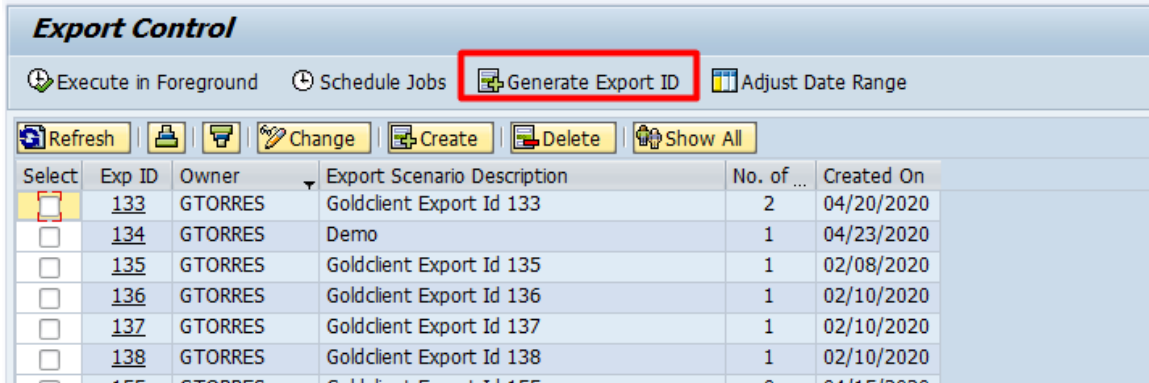 Export Control
Execute in Foreground Schedule Jobs Generate Export ID Adjust Date Range
Refresh Change Create Delete Show All
Select Exp ID Owner Export Scenario Description No. of ... Created On
133 GTORRES Goldclient Export Id 133 2 04/20/2020
134 GTORRES Demo 1 04/23/2020
135 GTORRES Goldclient Export Id 135 1 02/08/2020
136 GTORRES Goldclient Export Id 136 1 02/10/2020
137 GTORRES Goldclient Export Id 137 1 02/10/2020
138 GTORRES Goldclient Export Id 138 1 02/10/2020